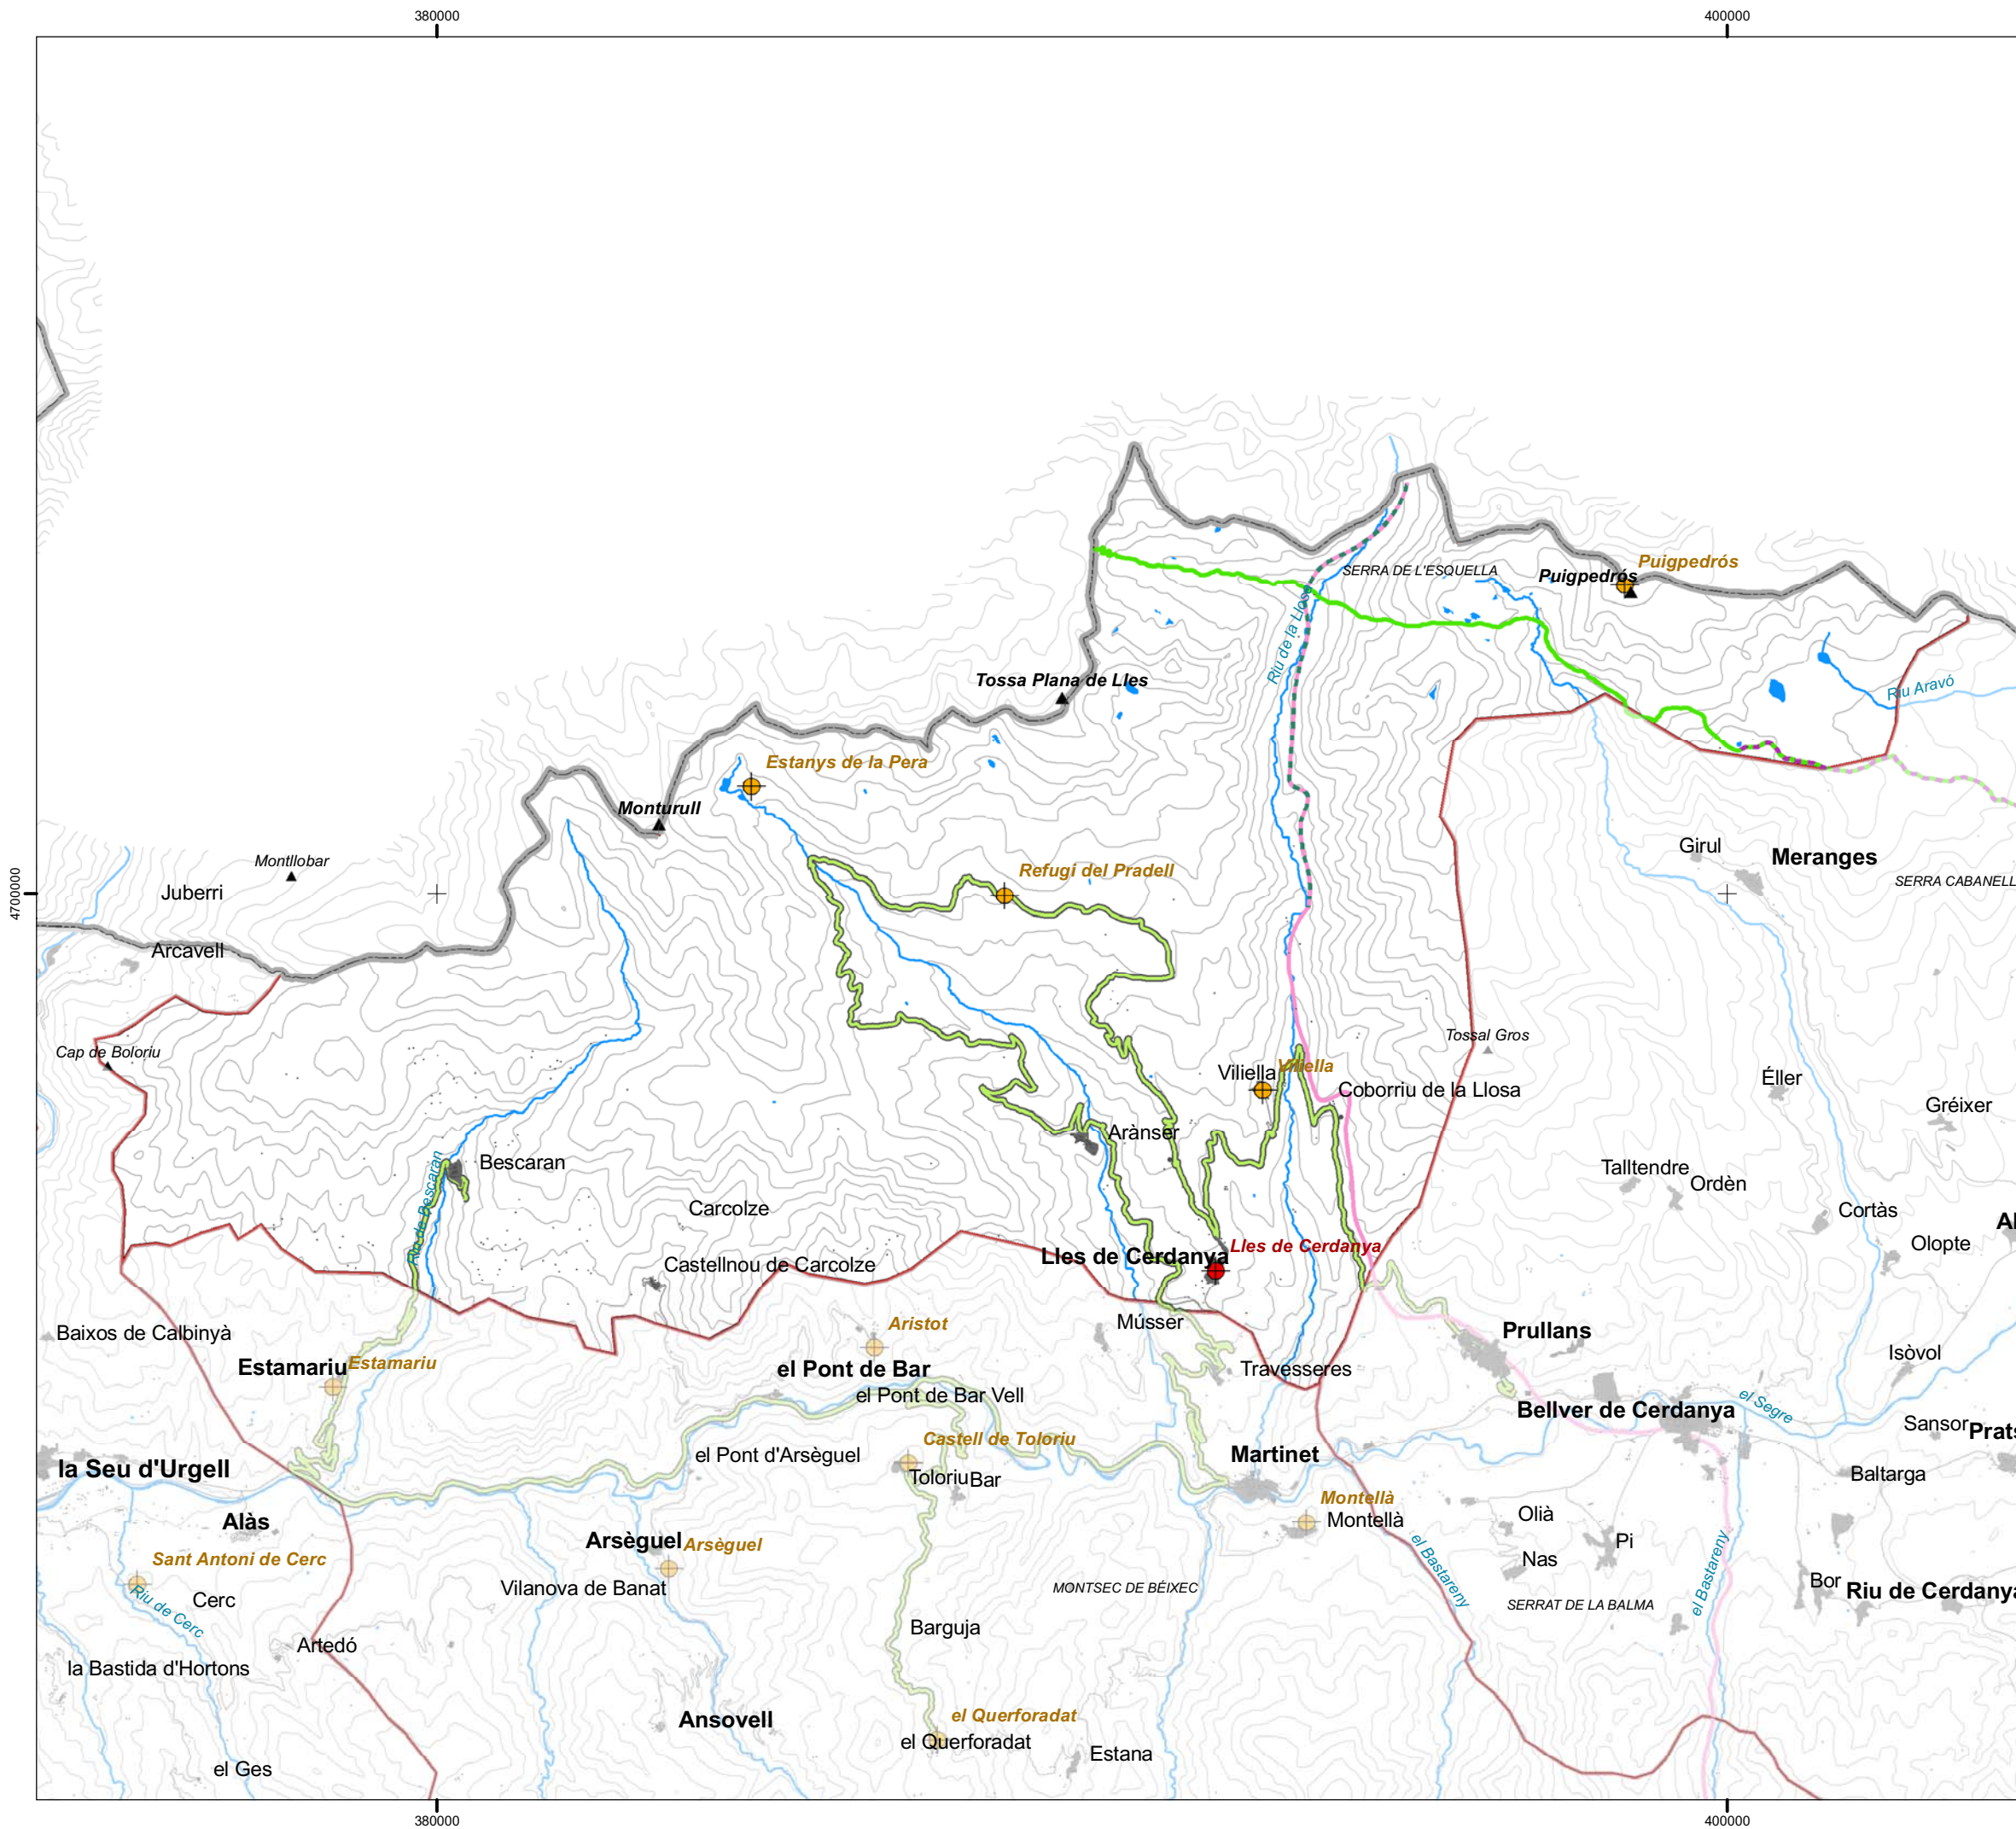 380000
400000
SERRA DE L'ESQUELLA
Puigpedrós
Puigpedrós
Riu de la Llosa
Tossa Plana de Lles
Riu Aravó
Estanys de la Pera
Monturull
Girul
Meranges
Montllobar
Refugi del Pradell
SERRA CABANELL
Juberri
4700000
Arcavell
Cap de Boloriu
Tossal Gros
Viliella
Viliella
Coborriu de la Llosa
Éller
Gréixer
Arànser
Bescaran
Riu de Bescaran
Talltendre
Ordèn
Carcolze
Cortàs
Al
Olopte
Lles de Cerdanya
Lles de Cerdanya
Castellnou de Carcolze
Músser
Aristot
Baixos de Calbinyà
Prullans
Isòvol
Estamariu
Estamariu
el Pont de Bar
Travesseres
el Pont de Bar Vell
el Segre
Bellver de Cerdanya
Sansor
Prats
Castell de Toloriu
el Pont d'Arsèguel
Martinet
la Seu d'Urgell
Toloriu
Bar
Baltarga
Montellà
Montellà
Alàs
Olià
Arsèguel
Arsèguel
Pi
Sant Antoni de Cerc
Nas
el Bastareny
el Bastareny
Vilanova de Banat
MONTSEC DE BÉIXEC
Bor
Riu de Cerdanya
Cerc
Riu de Cerc
SERRAT DE LA BALMA
Barguja
Artedó
la Bastida d'Hortons
el Querforadat
Ansovell
el Querforadat
Estana
el Ges
380000
400000